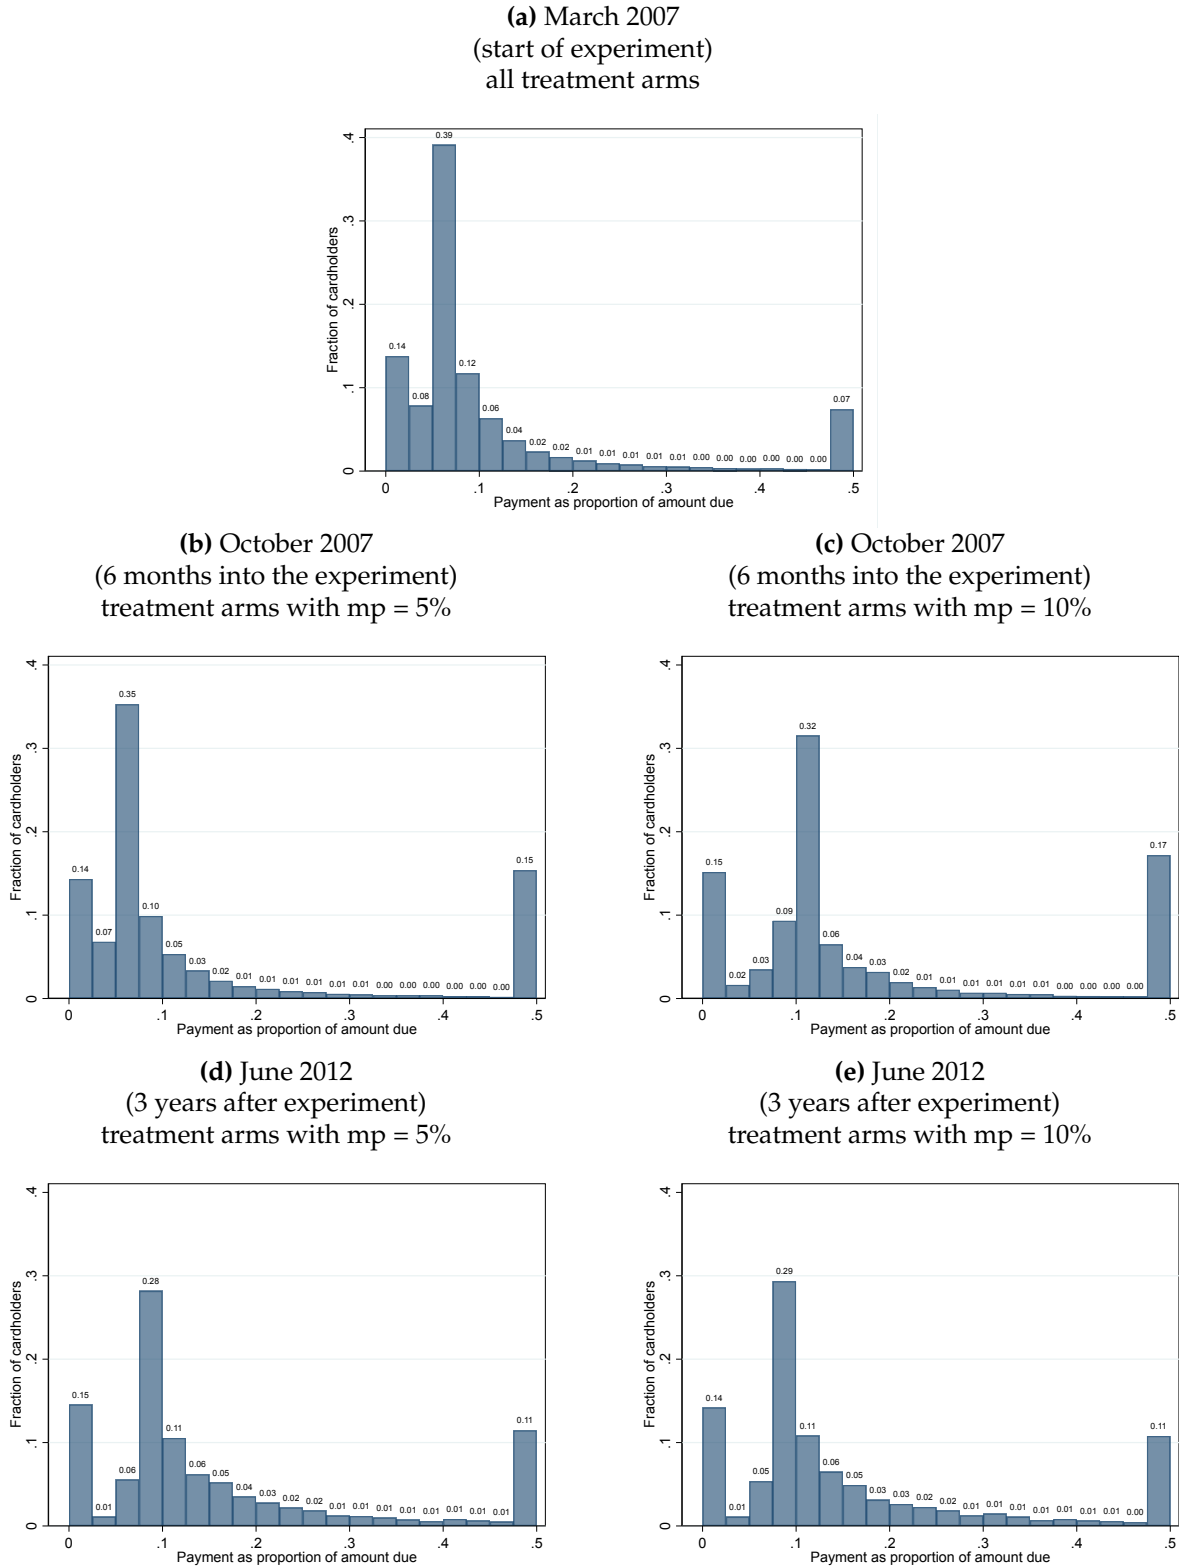 (a) March 2007
(start of experiment)
all treatment arms
Fraction of cardholders
0 .1 .2 .3 .4
0.14 0.08 0.39 0.12 0.06 0.04 0.02 0.02 0.01 0.01 0.01 0.01 0.01 0.00 0.00 0.00 0.00 0.00 0.00 0.07
0 .1 .2 .3 .4 .5
Payment as proportion of amount due
(b) October 2007
(6 months into the experiment)
treatment arms with mp = 5%
Fraction of cardholders
0 .1 .2 .3 .4
0.14 0.07 0.35 0.10 0.05 0.03 0.02 0.01 0.01 0.01 0.01 0.01 0.01 0.00 0.00 0.00 0.00 0.00 0.00 0.15
0 .1 .2 .3 .4 .5
Payment as proportion of amount due
(c) October 2007
(6 months into the experiment)
treatment arms with mp = 10%
Fraction of cardholders
0 .1 .2 .3 .4
0.15 0.02 0.03 0.09 0.32 0.06 0.04 0.03 0.02 0.01 0.01 0.01 0.01 0.01 0.01 0.00 0.00 0.00 0.00 0.17
0 .1 .2 .3 .4 .5
Payment as proportion of amount due
(d) June 2012
(3 years after experiment)
treatment arms with mp = 5%
Fraction of cardholders
0 .1 .2 .3 .4
0.15 0.01 0.06 0.28 0.11 0.06 0.05 0.04 0.03 0.02 0.02 0.01 0.01 0.01 0.01 0.01 0.01 0.01 0.01 0.11
0 .1 .2 .3 .4 .5
Payment as proportion of amount due
(e) June 2012
(3 years after experiment)
treatment arms with mp = 10%
Fraction of cardholders
0 .1 .2 .3 .4
0.14 0.01 0.05 0.29 0.11 0.06 0.05 0.03 0.03 0.02 0.02 0.01 0.01 0.01 0.01 0.01 0.01 0.01 0.00 0.11
0 .1 .2 .3 .4 .5
Payment as proportion of amount due